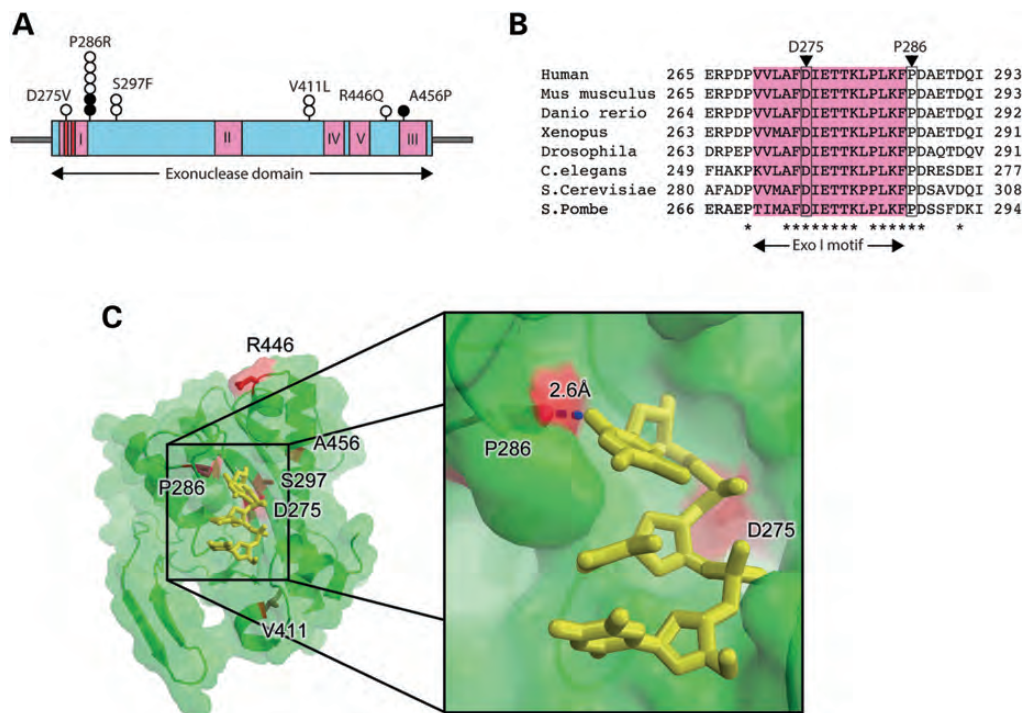 A
P286R
D275V
S297F
V411L
R446Q
A456P
I
II
IV
V
III
Exonuclease domain
B
D275 P286
Human 265 ERPDPVVLAFDIETTKLPLKFPDAETDQI 293
Mus musculus 265 ERPDPVVLAFDIETTKLPLKFPDAETDQI 293
Danio rerio 264 ERPDPVVLAFDIETTKLPLKFPDAETDQI 292
Xenopus 263 ERPDPVVMAFDIETTKLPLKFPDAETDQI 291
Drosophila 263 DRPEPVVLAFDIETTKLPLKFPDAQTDQV 291
C.elegans 249 FHAKPKVLAFDIETTKLPLKFPDRESDEI 277
S.Cerevisiae 280 AFADPVVMAFDIETTKPPLKFPDSAVDQI 308
S.Pombe 266 ERAEPTIMAFDIETTKLPLKFPDSSFDKI 294
* ******** ****** *
Exo I motif
C
R446
A456
P286
S297
D275
V411
2.6Å
P286
D275